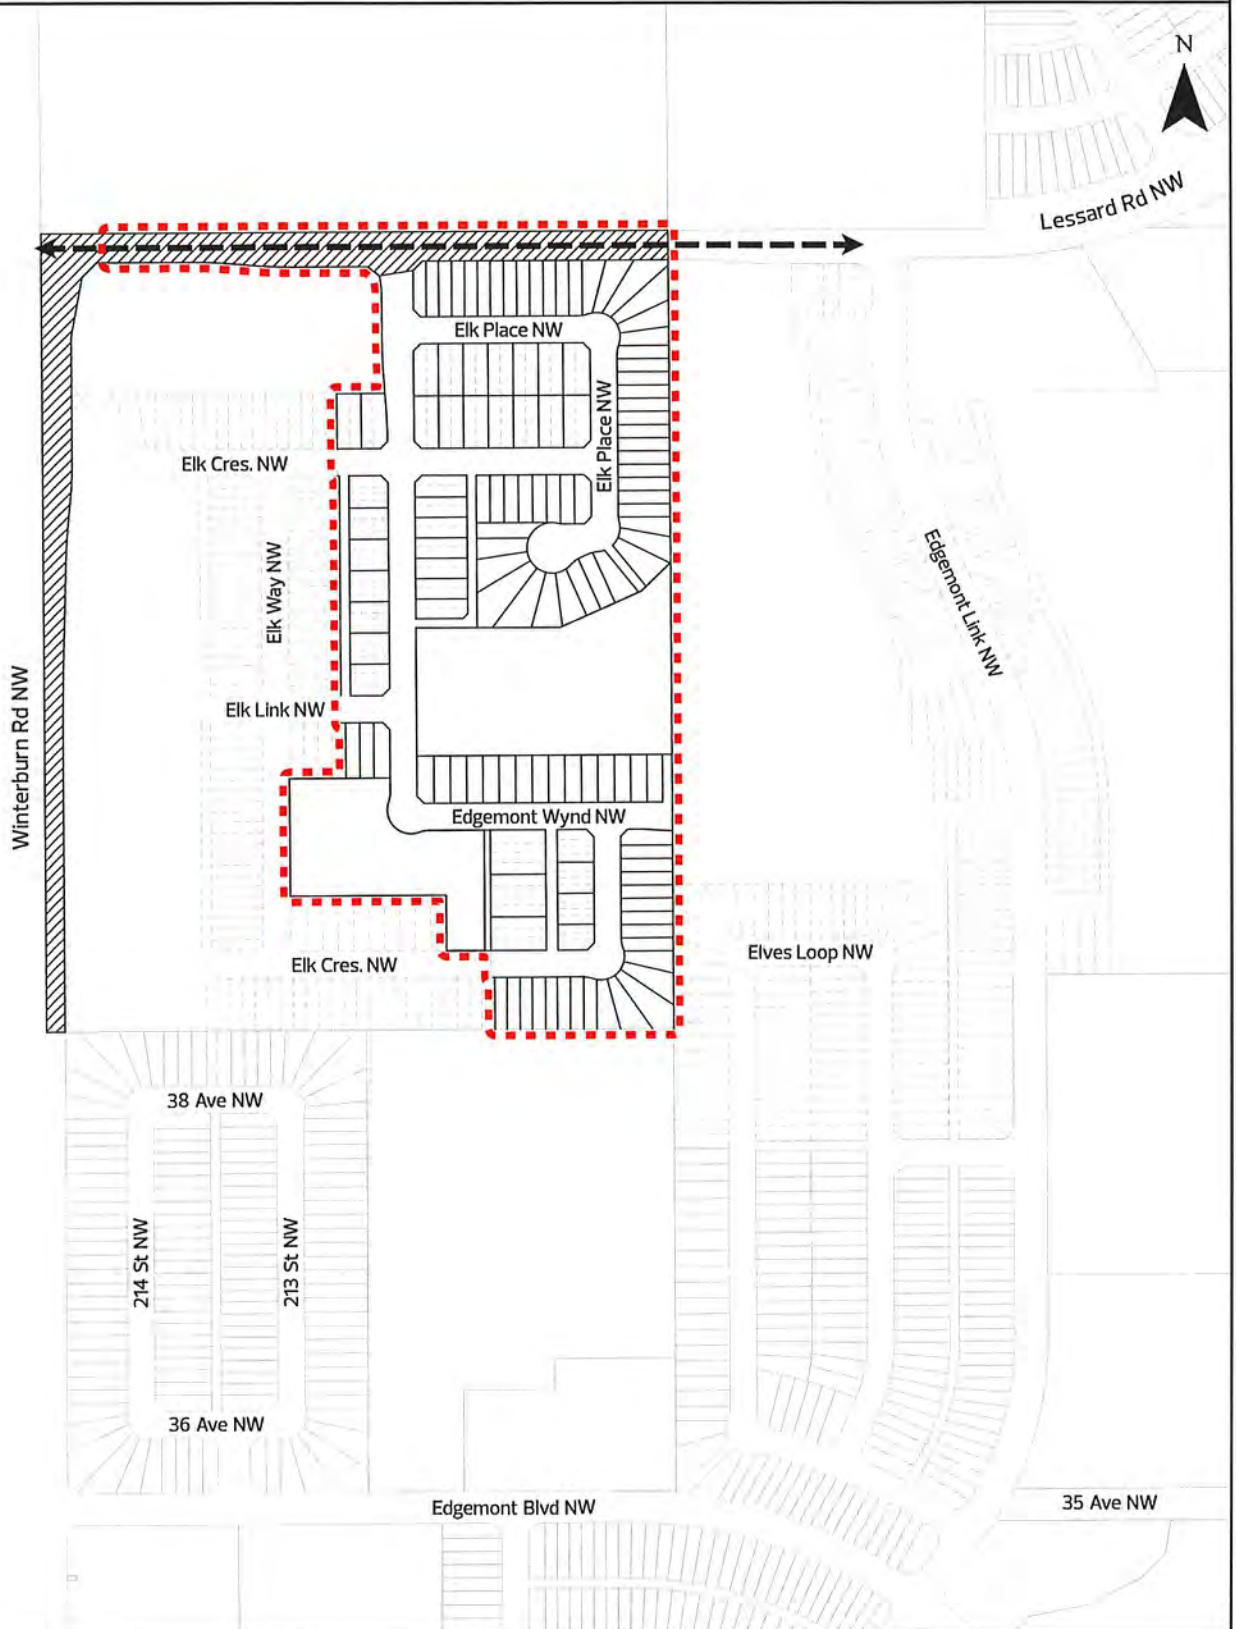 N
Lessard Rd NW
Elk Place NW
Elk Place NW
Elk Cres. NW
Elk Way NW
Edgemont Link NW
Elk Link NW
Winterburn Rd NW
Edgemont Wynd NW
Elk Cres. NW
Elves Loop NW
38 Ave NW
214 St NW
213 St NW
36 Ave NW
Edgemont Blvd NW
35 Ave NW